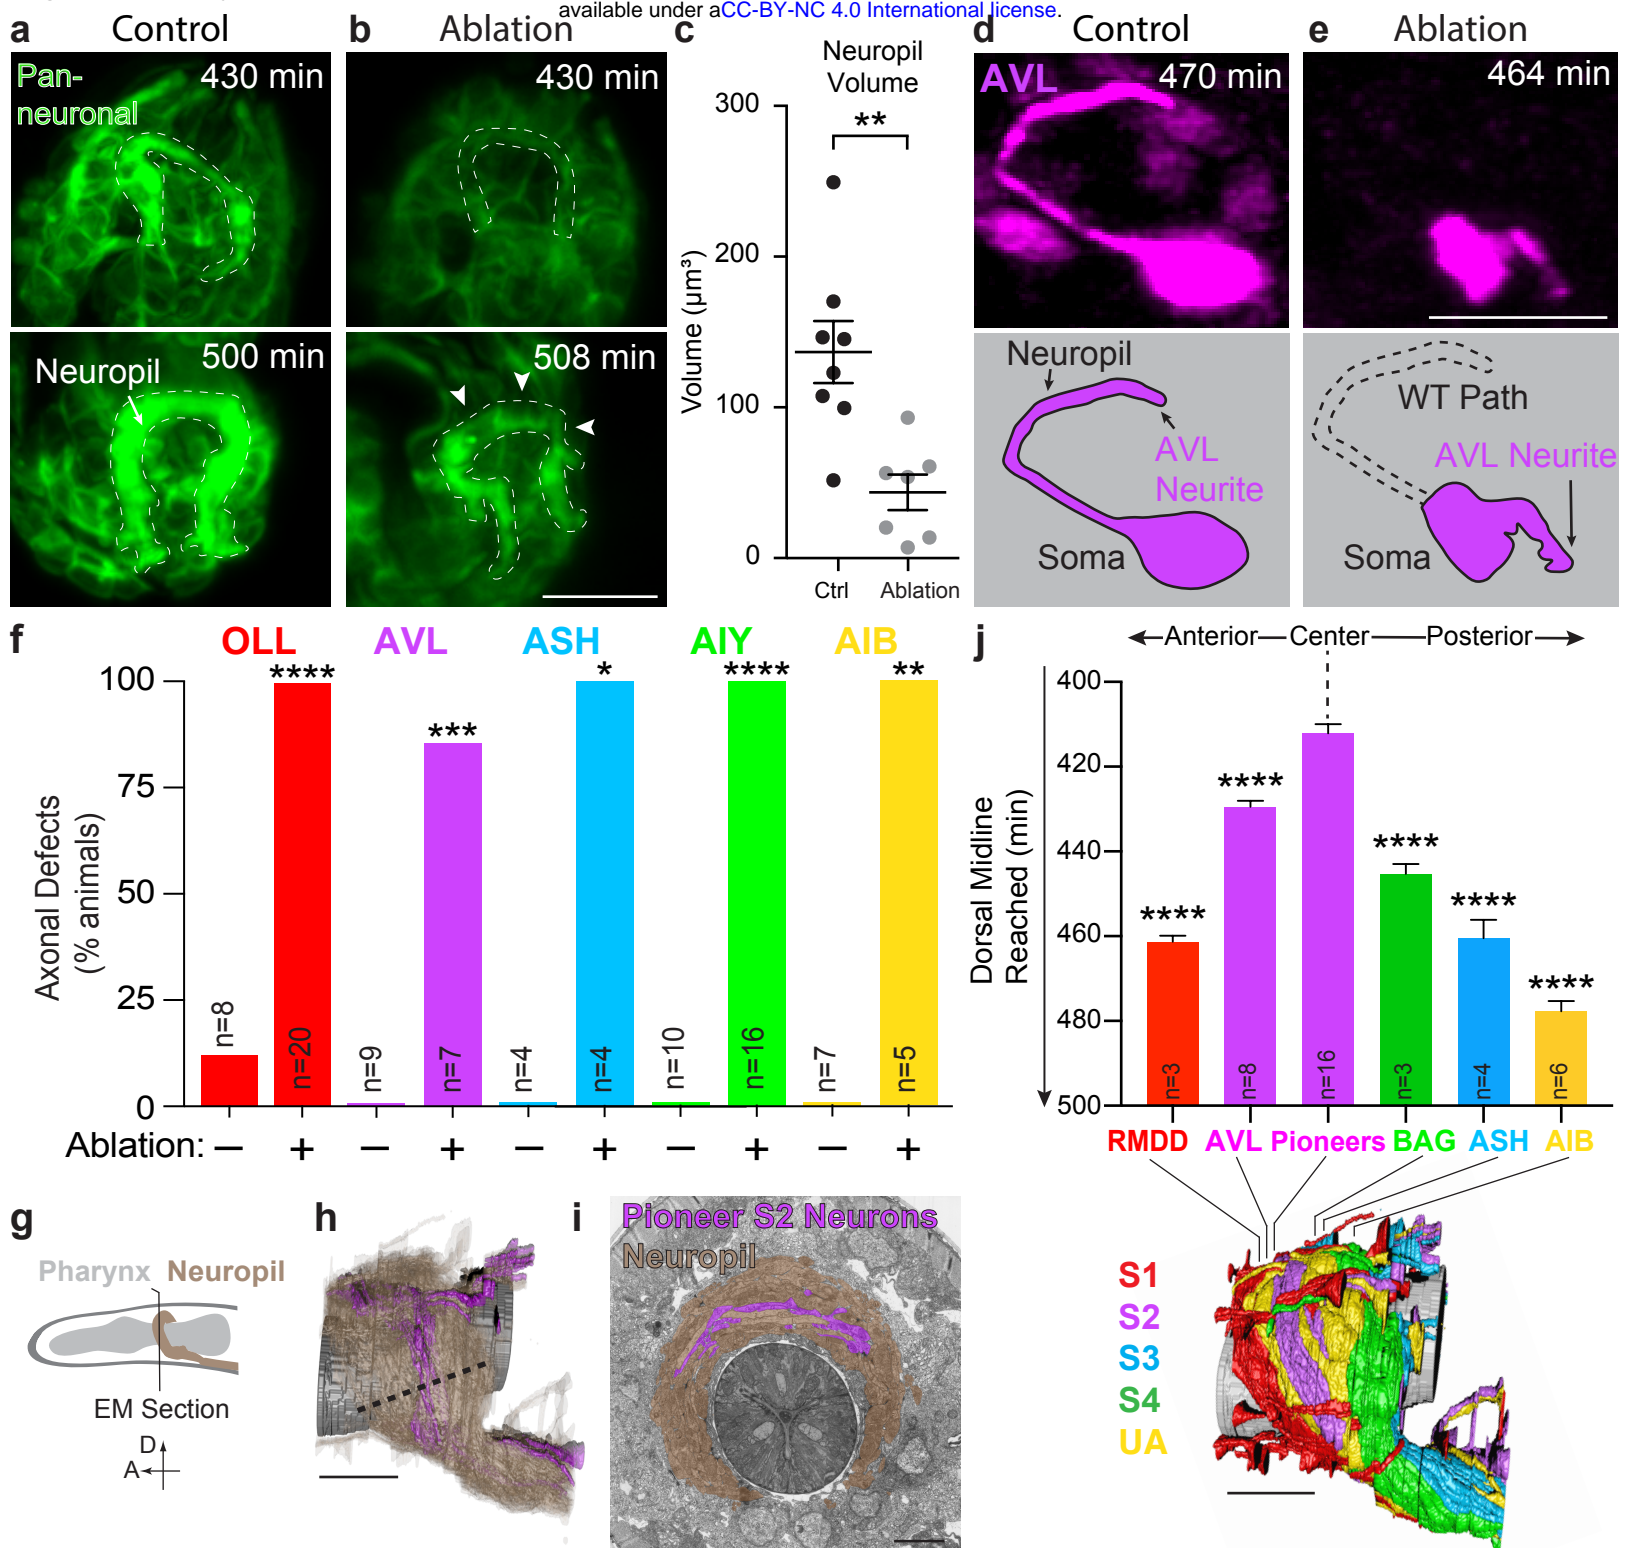 available under aCC-BY-NC 4.0 International license.
a Control
Pan-
neuronal
430 min
500 min
Neuropil
b Ablation
430 min
508 min
c
Neuropil
Volume
**
Volume (µm³)
300
200
100
0
Ctrl Ablation
d Control
AVL 470 min
Neuropil
AVL
Neurite
Soma
e Ablation
464 min
WT Path
AVL Neurite
Soma
f
OLL AVL ASH AIY AIB
**** *** * **** **
Axonal Defects
(% animals)
100
75
50
25
0
n=8 n=20 n=9 n=7 n=4 n=4 n=10 n=16 n=7 n=5
Ablation: – + – + – + – + – +
g
Pharynx Neuropil
EM Section
D
A
h
i
Pioneer S2 Neurons
Neuropil
j
Anterior Center Posterior
Dorsal Midline
Reached (min)
400
420
440
460
480
500
**** **** **** **** ****
n=3 n=8 n=16 n=3 n=4 n=6
RMDD AVL Pioneers BAG ASH AIB
S1
S2
S3
S4
UA